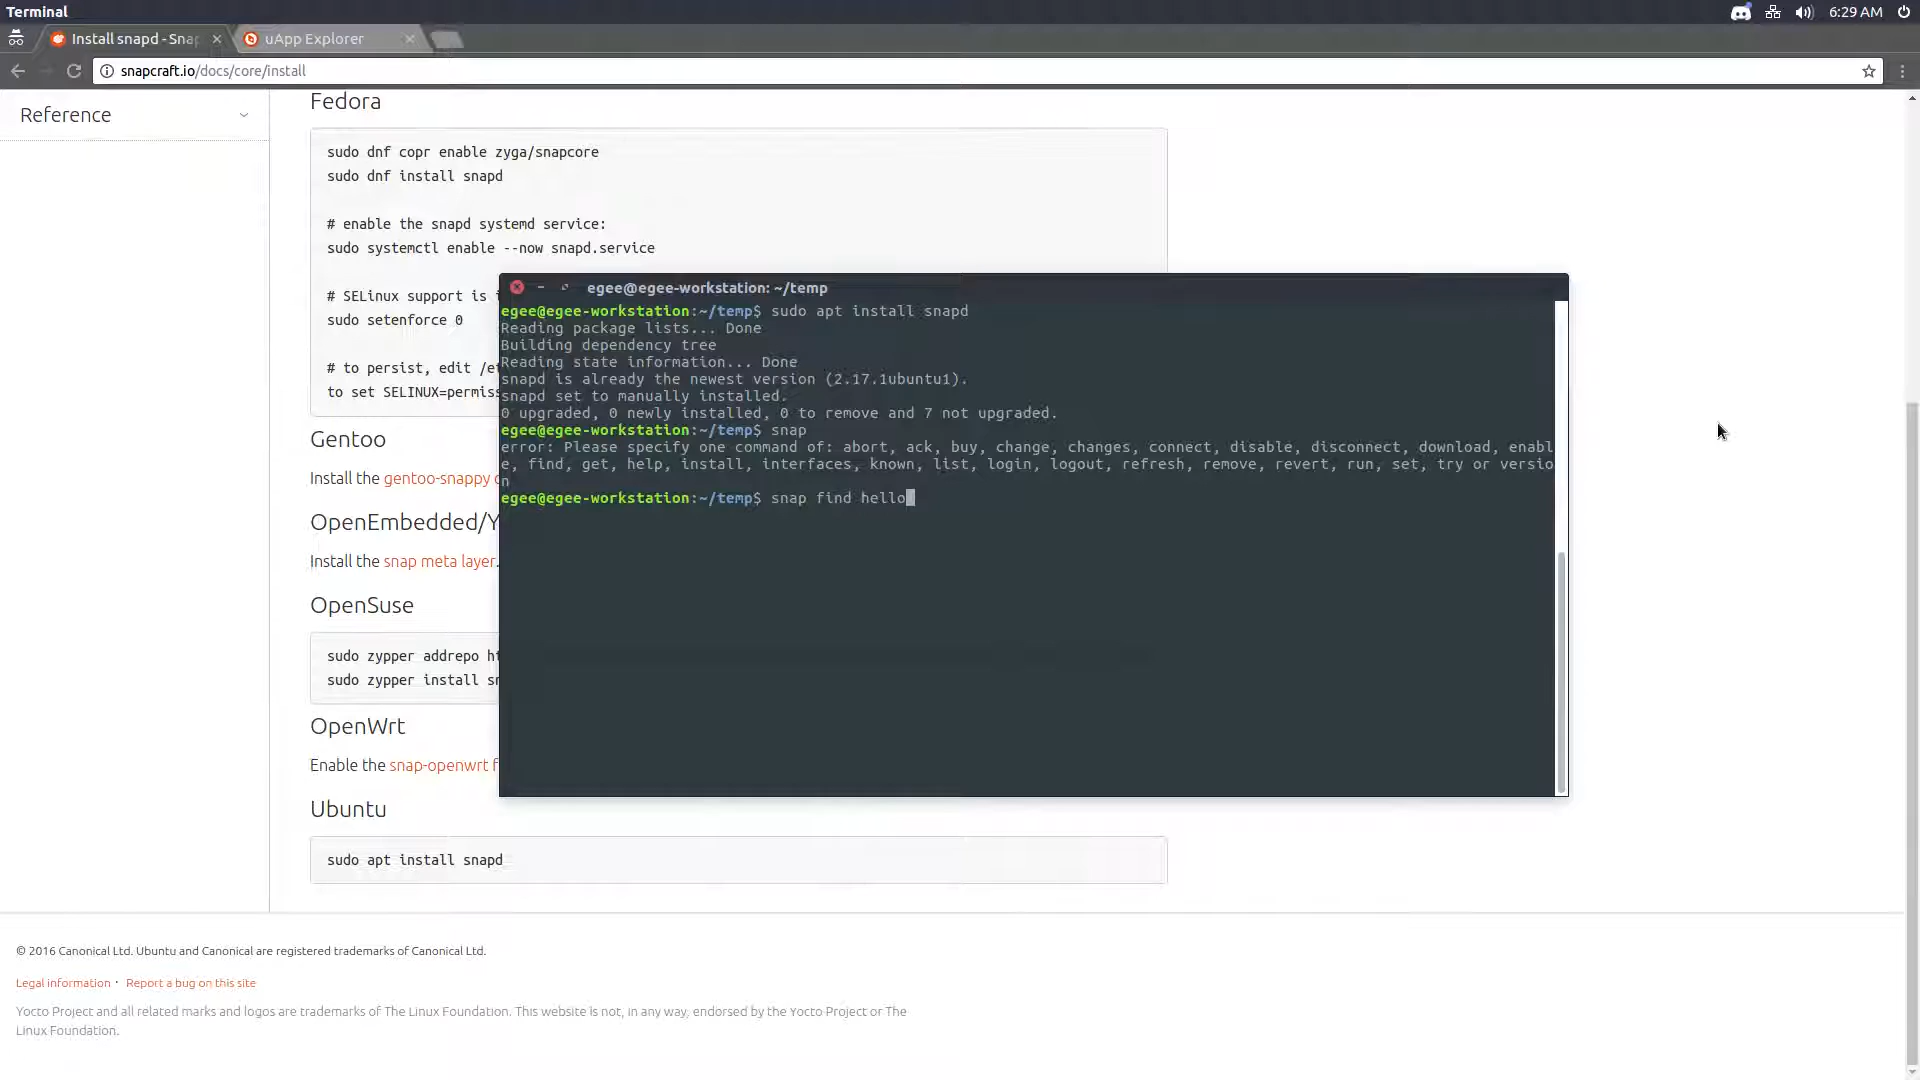 Terminal
6:29 AM
Install snapd - Snap
uApp Explorer
snapcraft.io/docs/core/install
Reference
Fedora
sudo dnf copr enable zyga/snapcore
sudo dnf install snapd
# enable the snapd systemd service:
sudo systemctl enable --now snapd.service
# SELinux support is
sudo setenforce 0
# to persist, edit
to set
Gentoo
Install the gentoo-snappy
OpenEmbedded/
Install the snap meta layer.
OpenSuse
sudo zypper addrepo
sudo zypper install
OpenWrt
Enable the snap-openwrt
Ubuntu
sudo apt install snapd
egee@egee-workstation: ~/temp
egee@egee-workstation:~/temp$ sudo apt install snapd
Reading package lists... Done
Building dependency tree
Reading state information... Done
snapd is already the newest version (2.17.1ubuntu1).
snapd set to manually installed.
0 upgraded, 0 newly installed, 0 to remove and 7 not upgraded.
egee@egee-workstation:~/temp$ snap
error: Please specify one command of: abort, ack, buy, change, changes, connect, disable, disconnect, download, enabl
e, find, get, help, install, interfaces, known, list, login, logout, refresh, remove, revert, run, set, try or versio
n
egee@egee-workstation:~/temp$ snap find hello
© 2016 Canonical Ltd. Ubuntu and Canonical are registered trademarks of Canonical Ltd.
Legal information · Report a bug on this site
Yocto Project and all related marks and logos are trademarks of The Linux Foundation. This website is not, in any way, endorsed by the Yocto Project or The
Linux Foundation.